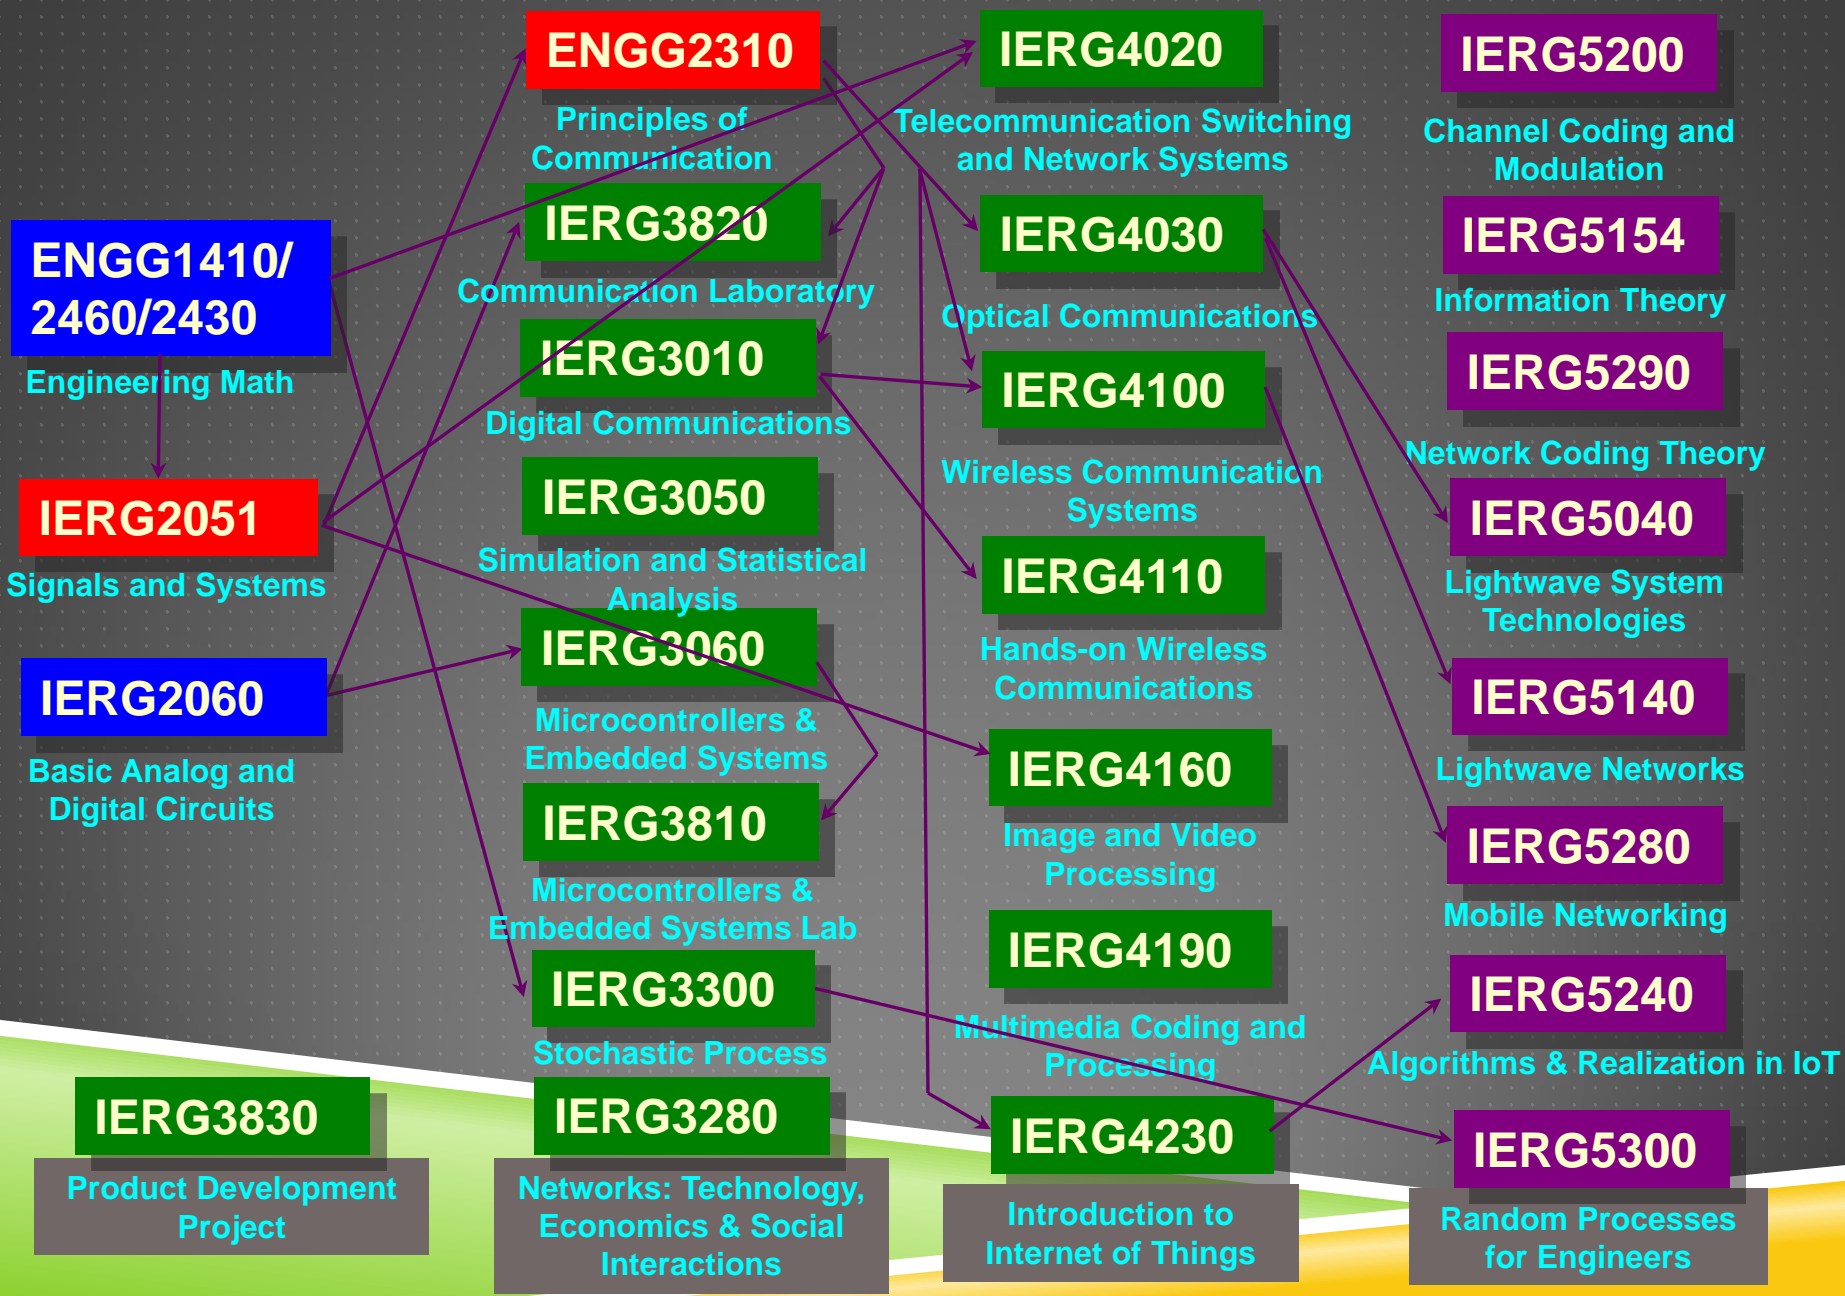 ENGG1410/
2460/2430
Engineering Math
IERG2051
Signals and Systems
IERG2060
Basic Analog and
Digital Circuits
IERG3830
Product Development
Project
ENGG2310
Principles of
Communication
IERG3820
Communication Laboratory
IERG3010
Digital Communications
IERG3050
Simulation and Statistical
Analysis
IERG3060
Microcontrollers &
Embedded Systems
IERG3810
Microcontrollers &
Embedded Systems Lab
IERG3300
Stochastic Process
IERG3280
Networks: Technology,
Economics & Social
Interactions
IERG4020
Telecommunication Switching
and Network Systems
IERG4030
Optical Communications
IERG4100
Wireless Communication
Systems
IERG4110
Hands-on Wireless
Communications
IERG4160
Image and Video
Processing
IERG4190
Multimedia Coding and
Processing
IERG4230
Introduction to
Internet of Things
IERG5200
Channel Coding and
Modulation
IERG5154
Information Theory
IERG5290
Network Coding Theory
IERG5040
Lightwave System
Technologies
IERG5140
Lightwave Networks
IERG5280
Mobile Networking
IERG5240
Algorithms & Realization in IoT
IERG5300
Random Processes
for Engineers